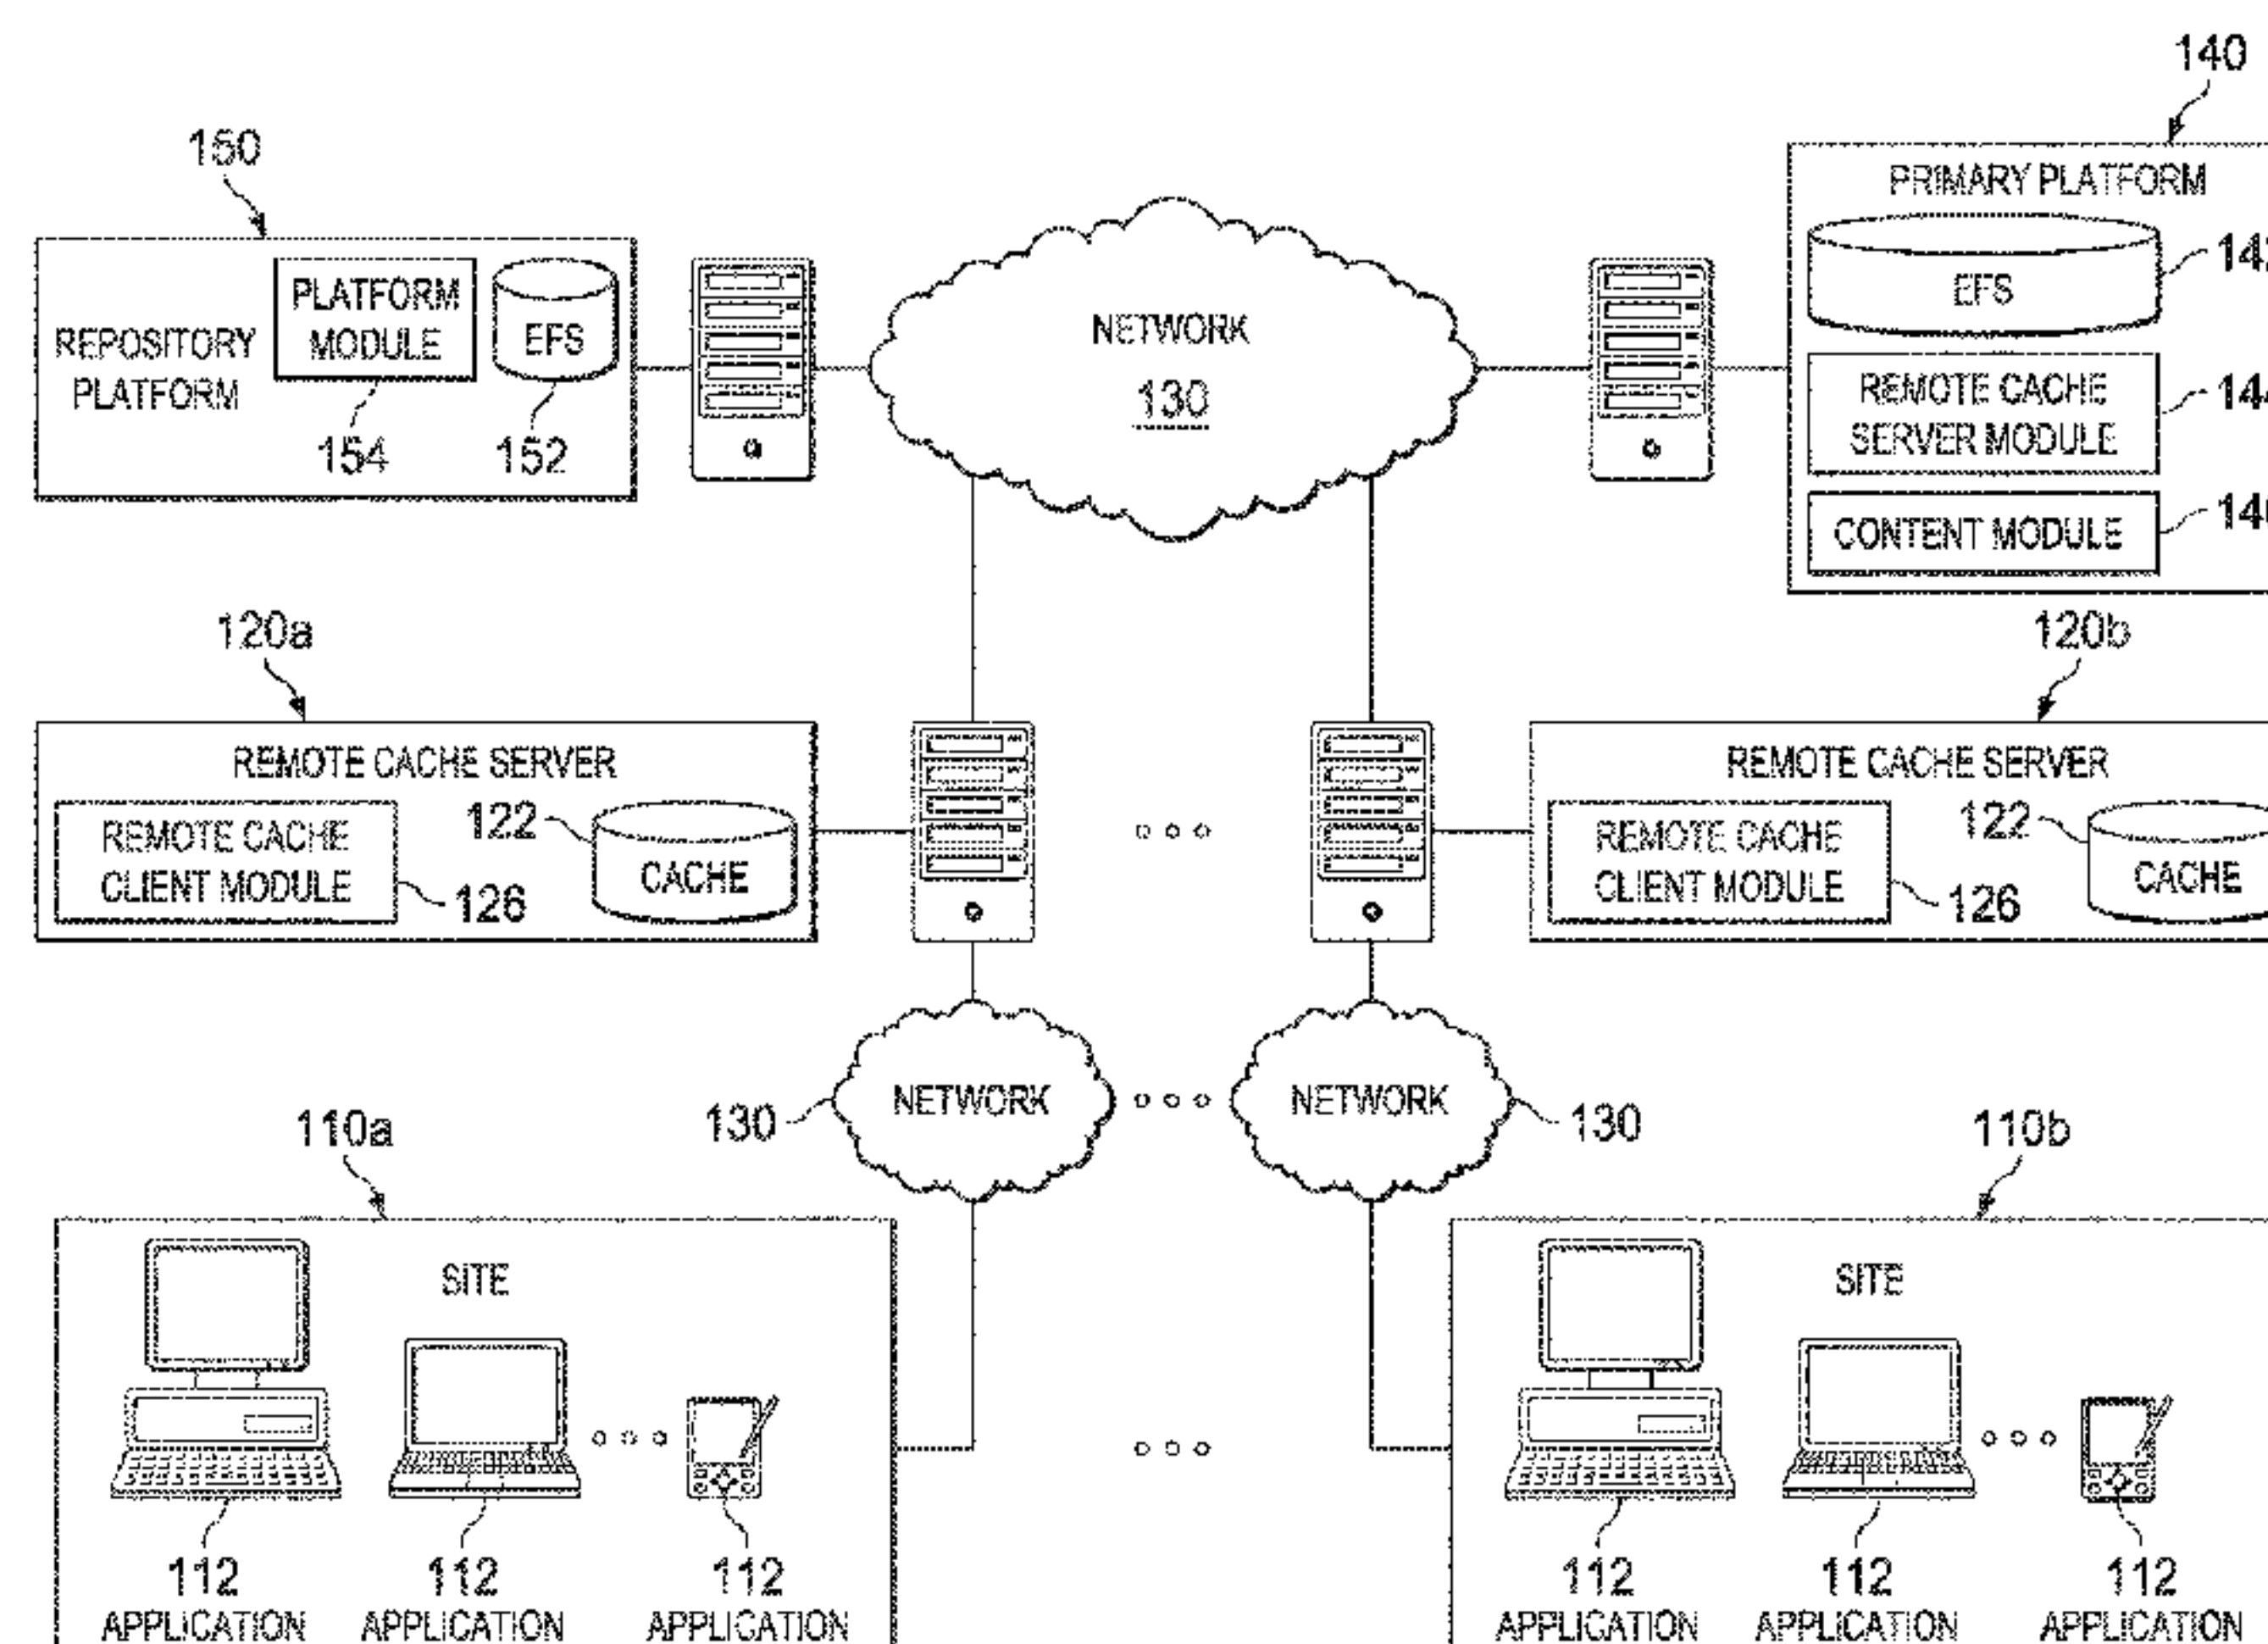 140
150
PRIMARY PLATFORM
EFS
REMOTE CACHE
SERVER MODULE
CONTENT MODULE
REPOSITORY
PLATFORM
PLATFORM
MODULE
EFS
154
152
NETWORK
130
120a
120b
REMOTE CACHE SERVER
REMOTE CACHE
CLIENT MODULE
126
122
CACHE
REMOTE CACHE SERVER
REMOTE CACHE
CLIENT MODULE
126
122
CACHE
130
NETWORK
NETWORK
130
110a
110b
SITE
112
APPLICATION
112
APPLICATION
112
APPLICATION
SITE
112
APPLICATION
112
APPLICATION
112
APPLICATION